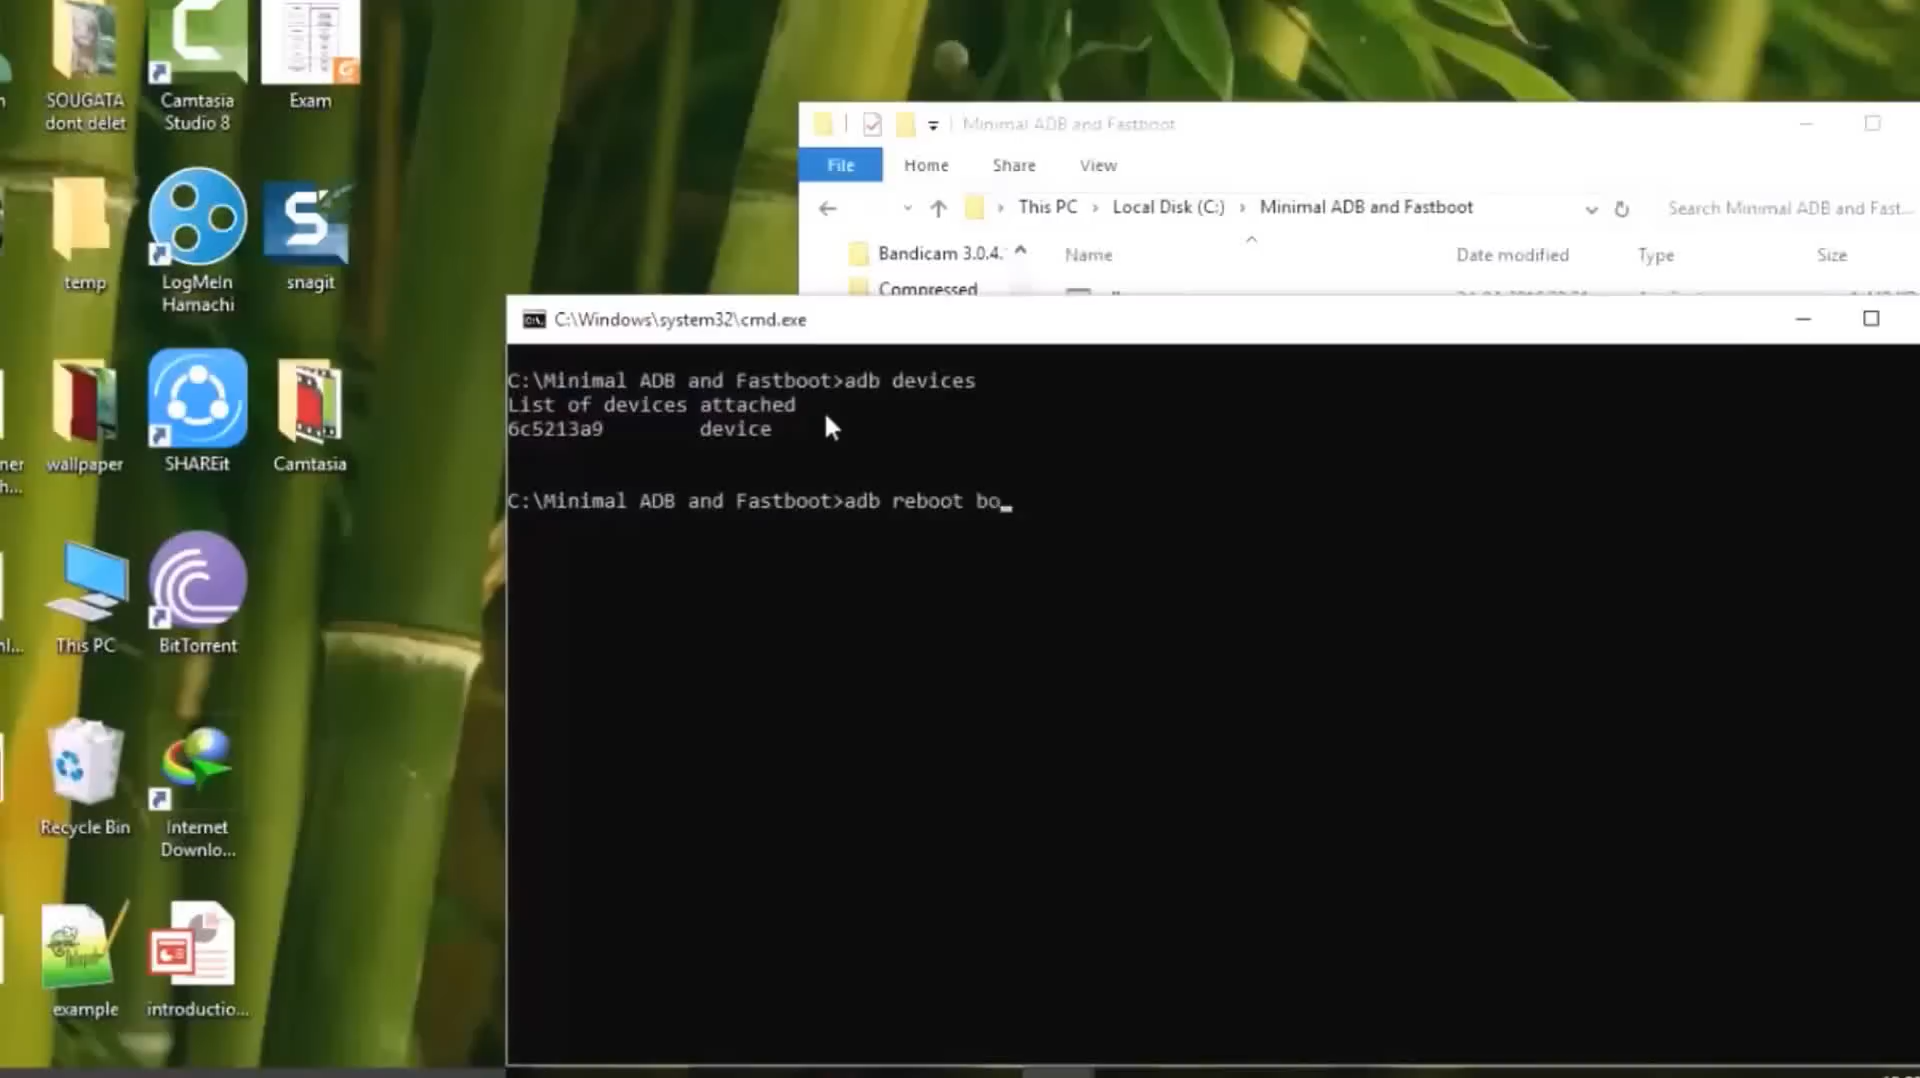 SOUGATA
dont delet
Camtasia
Studio 8
Exam
temp
LogMeIn
Hamachi
snagit
wallpaper
SHAREit
Camtasia
This PC
BitTorrent
Recycle Bin
Internet
Downlo...
example
introductio...
Minimal ADB and Fastboot
File Home Share View
This PC > Local Disk (C:) > Minimal ADB and Fastboot
Search Minimal ADB and Fast...
Bandicam 3.0.4.
Name Date modified Type Size
Compressed
C:\Windows\system32\cmd.exe
C:\Minimal ADB and Fastboot>adb devices
List of devices attached
6c5213a9 device
C:\Minimal ADB and Fastboot>adb reboot bo_